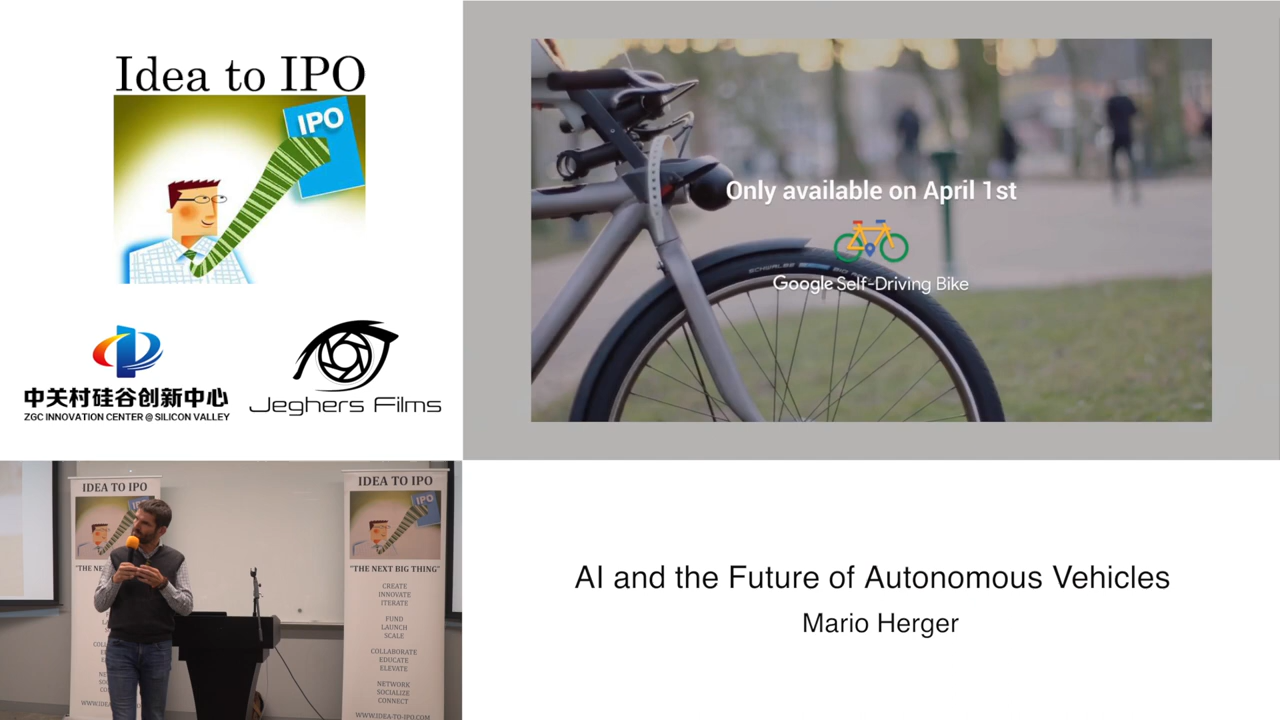 Idea to IPO
IPO
中关村硅谷创新中心
ZGC INNOVATION CENTER @ SILICON VALLEY
Jeghers Films
Only available on April 1st
SCHWALBE
Google Self-Driving Bike
IDEA TO IPO
IPO
"THE NE
IDEA TO IPO
IPO
"THE NEXT BIG THING"
CREATE
INNOVATE
ITERATE
FUND
LAUNCH
SCALE
COLLABORATE
EDUCATE
ELEVATE
NETWORK
SOCIALIZE
CONNECT
WWW.IDEA-TO-IPO.COM
AI and the Future of Autonomous Vehicles
Mario Herger